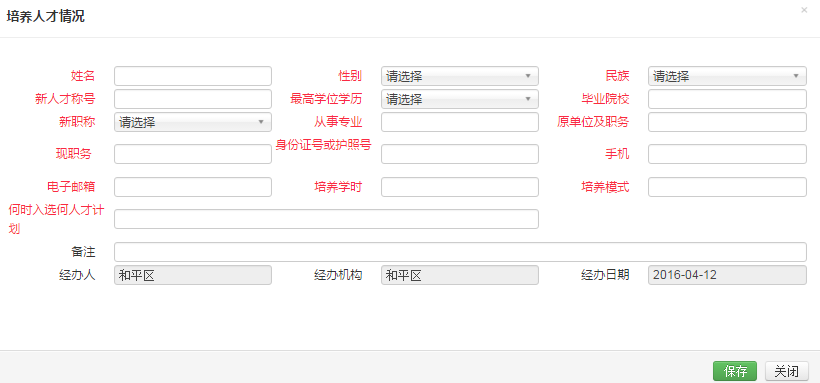 培养人才情况
×
姓名 性别 请选择 民族 请选择
新人才称号 最高学位学历 请选择 毕业院校
新职称 请选择 从事专业 原单位及职务
现职务 身份证号或护照号 手机
电子邮箱 培养学时 培养模式
何时入选何人才计
划
备注
经办人 和平区 经办机构 和平区 经办日期 2016-04-12
保存 关闭